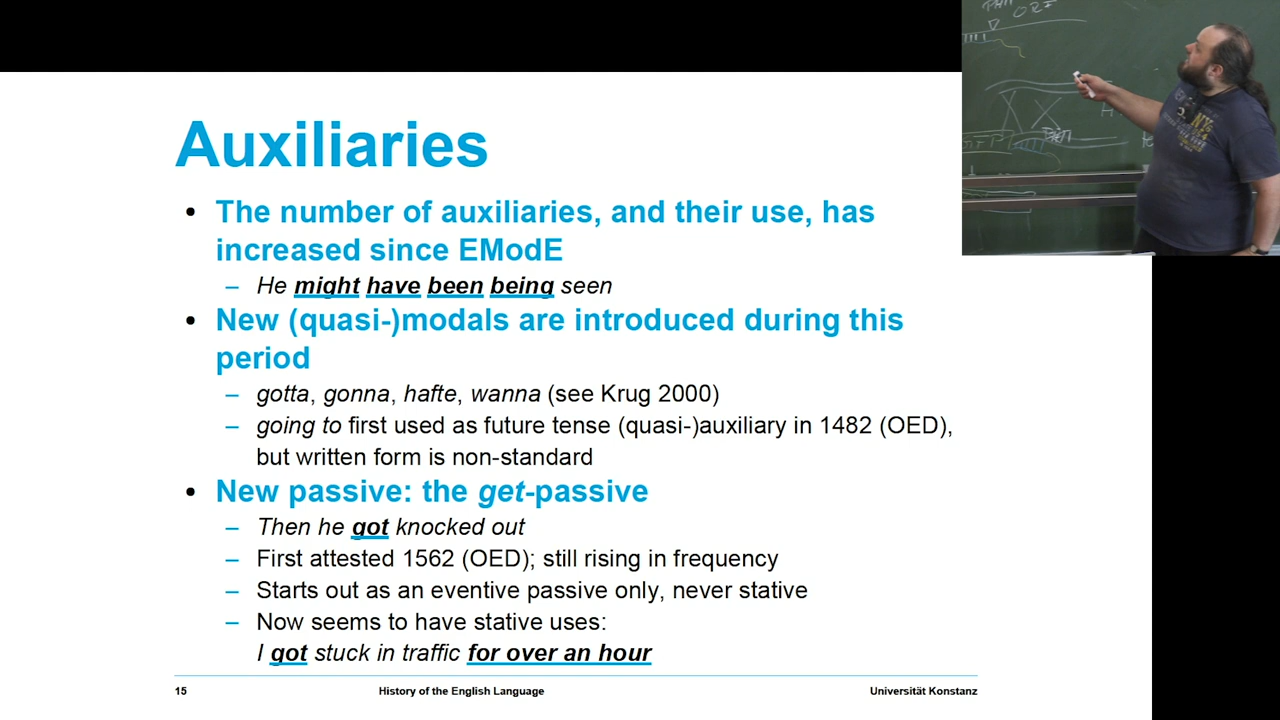 Auxiliaries
• The number of auxiliaries, and their use, has
increased since EModE
– He might have been being seen
• New (quasi-)modals are introduced during this
period
– gotta, gonna, hafte, wanna (see Krug 2000)
– going to first used as future tense (quasi-)auxiliary in 1482 (OED),
but written form is non-standard
• New passive: the get-passive
– Then he got knocked out
– First attested 1562 (OED); still rising in frequency
– Starts out as an eventive passive only, never stative
– Now seems to have stative uses:
I got stuck in traffic for over an hour
15 History of the English Language Universität Konstanz
NY